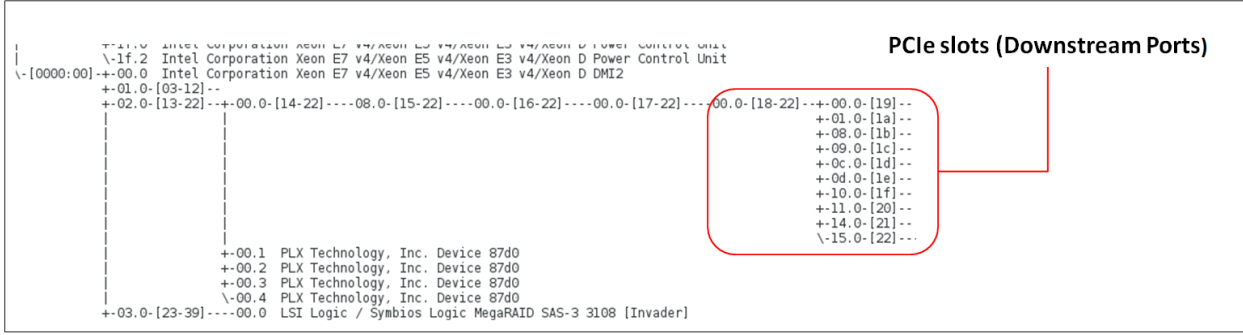 PCIe slots (Downstream Ports)
| +-1f.0 Intel Corporation Xeon E7 v4/Xeon E5 v4/Xeon E3 v4/Xeon D Power Control Unit
| \-1f.2 Intel Corporation Xeon E7 v4/Xeon E5 v4/Xeon E3 v4/Xeon D Power Control Unit
\-[0000:00]-+-00.0 Intel Corporation Xeon E7 v4/Xeon E5 v4/Xeon E3 v4/Xeon D DMI2
+-01.0-[03-12]--
+-02.0-[13-22]--+-00.0-[14-22]----08.0-[15-22]----00.0-[16-22]----00.0-[17-22]----00.0-[18-22]--+-00.0-[19]--
| | +-01.0-[1a]--
| | +-08.0-[1b]--
| | +-09.0-[1c]--
| | +-0c.0-[1d]--
| | +-0d.0-[1e]--
| | +-10.0-[1f]--
| | +-11.0-[20]--
| | +-14.0-[21]--
| | \-15.0-[22]--
| +-00.1 PLX Technology, Inc. Device 87d0
| +-00.2 PLX Technology, Inc. Device 87d0
| +-00.3 PLX Technology, Inc. Device 87d0
| \-00.4 PLX Technology, Inc. Device 87d0
+-03.0-[23-39]----00.0 LSI Logic / Symbios Logic MegaRAID SAS-3 3108 [Invader]